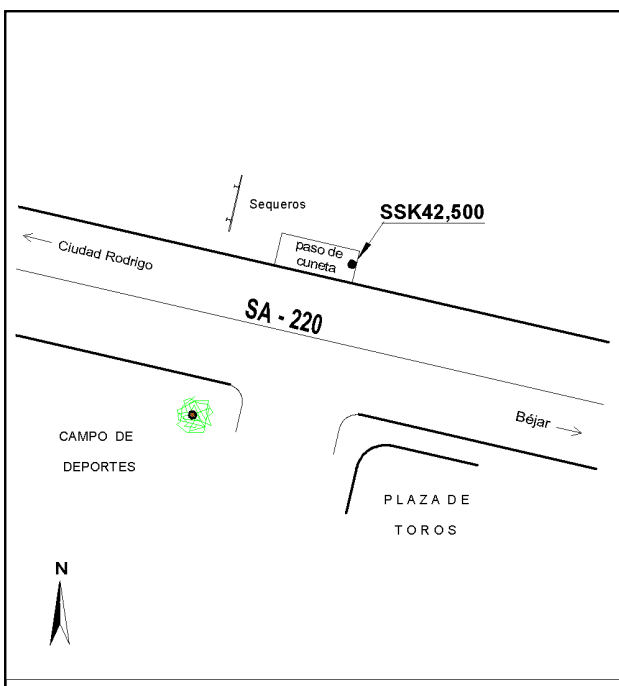 Sequeros
SSK42,500
paso de
cuneta
Ciudad Rodrigo
SA - 220
Béjar
CAMPO DE
DEPORTES
PLAZA DE
TOROS
N